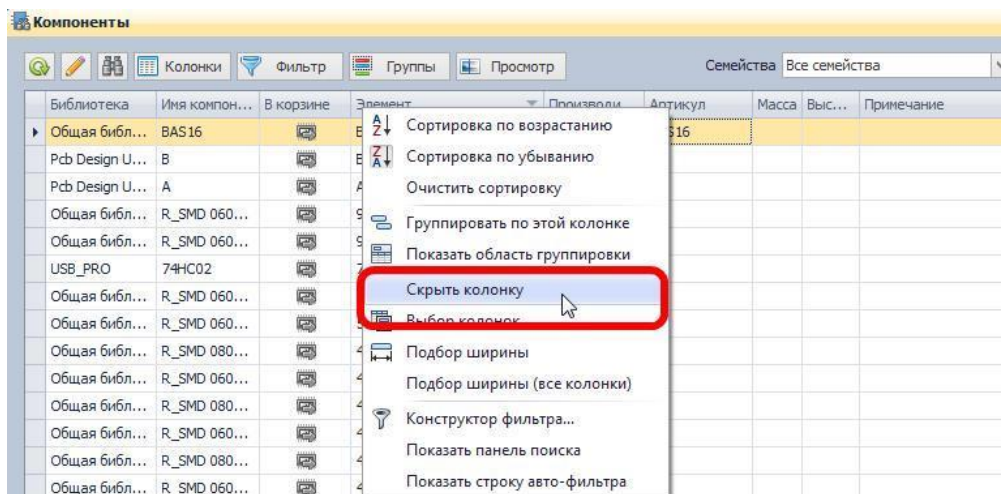 Компоненты
Колонки Фильтр Группы Просмотр Семейства Все семейства
Библиотека Имя компон... В корзине Элемент Производи Артикул Масса Выс... Примечание
Общая библ... BAS16
Pcb Design U... B
Pcb Design U... A
Общая библ... R_SMD 060...
Общая библ... R_SMD 060...
USB_PRO 74HC02
Общая библ... R_SMD 060...
Общая библ... R_SMD 060...
Общая библ... R_SMD 080...
Общая библ... R_SMD 060...
Общая библ... R_SMD 080...
Общая библ... R_SMD 060...
Общая библ... R_SMD 080...
Общая библ... R_SMD 060...
Сортировка по возрастанию
Сортировка по убыванию
Очистить сортировку
Группировать по этой колонке
Показать область группировки
Скрыть колонку
Выбор колонок
Подбор ширины
Подбор ширины (все колонки)
Конструктор фильтра...
Показать панель поиска
Показать строку авто-фильтра